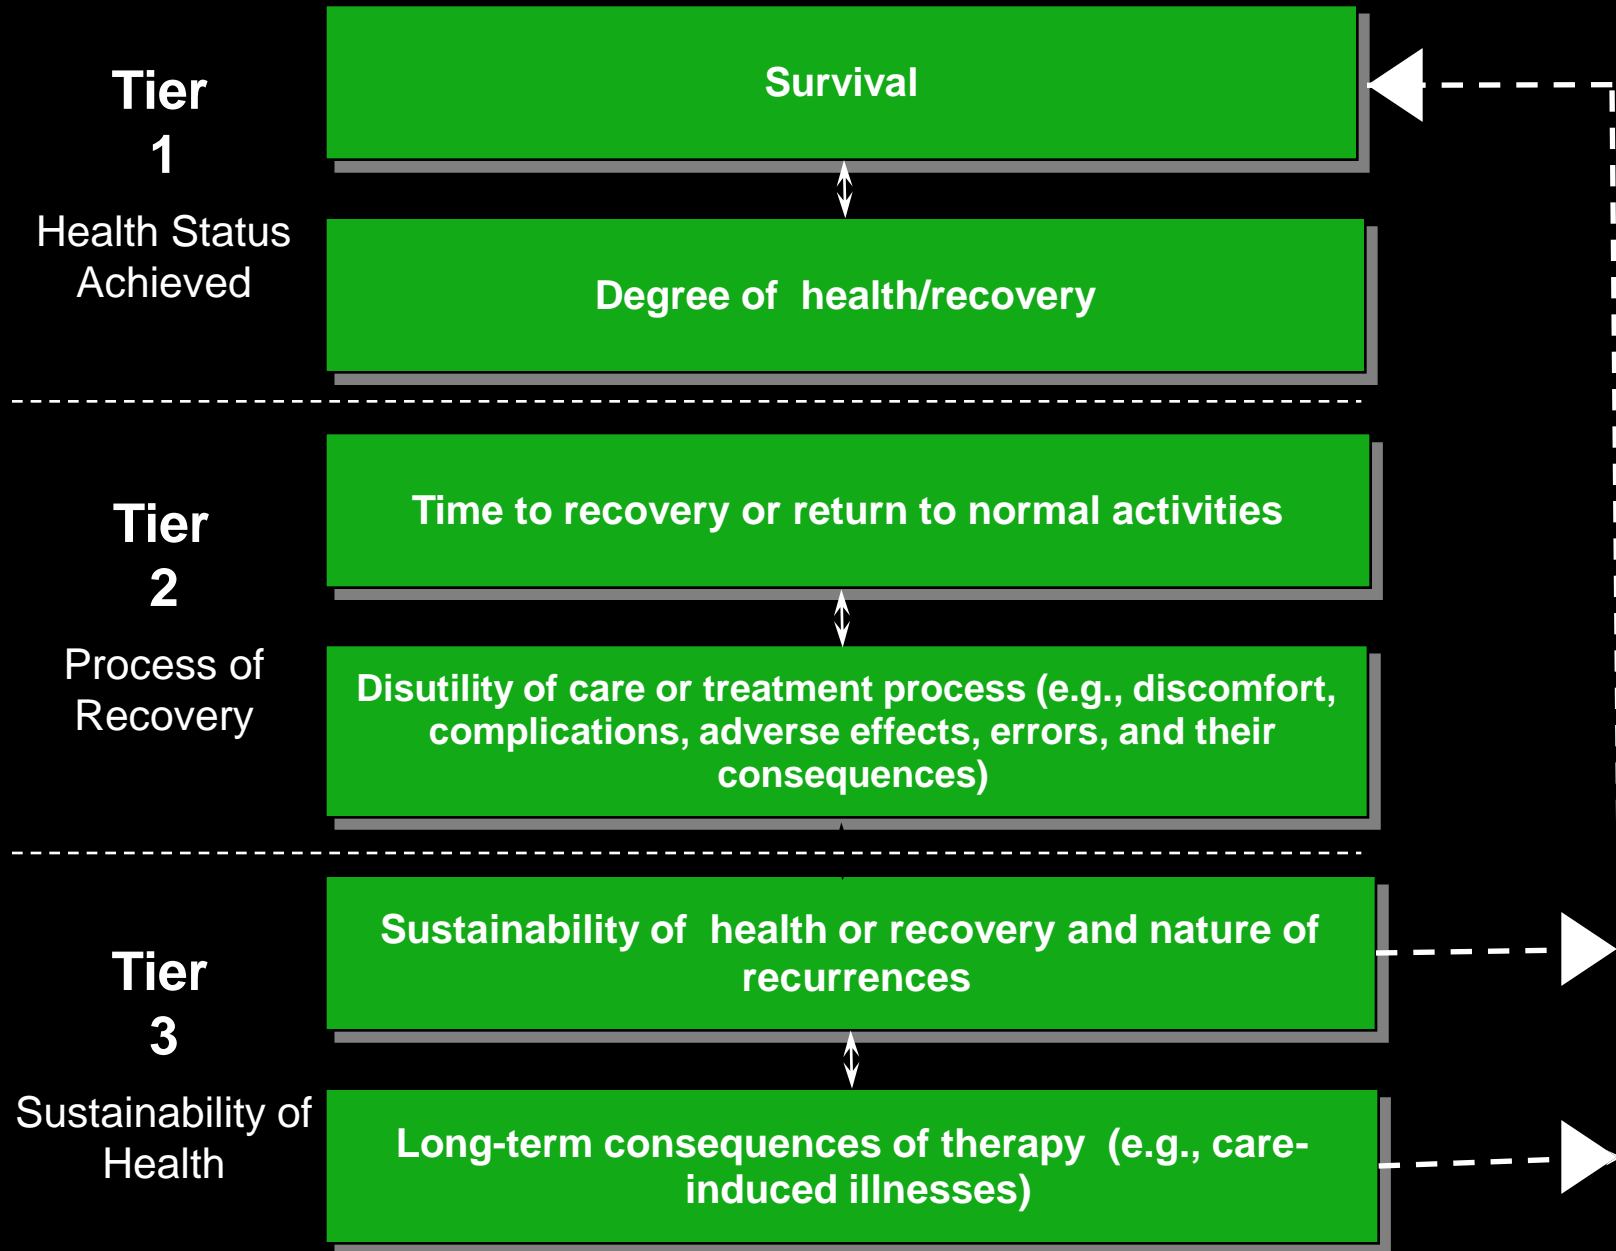 Tier
1
Health Status
Achieved
Survival
Degree of  health/recovery
Tier
2
Process of
Recovery
Time to recovery or return to normal activities
Disutility of care or treatment process (e.g., discomfort,
complications, adverse effects, errors, and their
consequences)
Tier
3
Sustainability of
Health
Sustainability of  health or recovery and nature of
recurrences
Long-term consequences of therapy  (e.g., care-
induced illnesses)